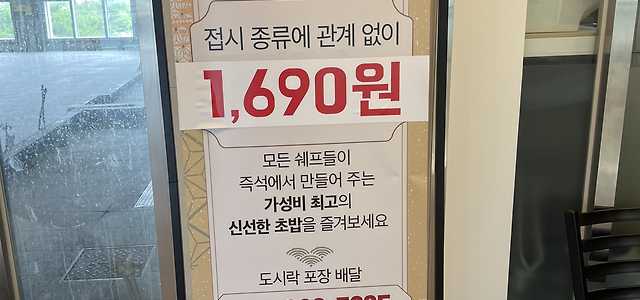 접시 종류에 관계 없이
1,690원
모든 쉐프들이
즉석에서 만들어 주는
가성비 최고의
신선한 초밥을 즐겨보세요
도시락 포장 배달